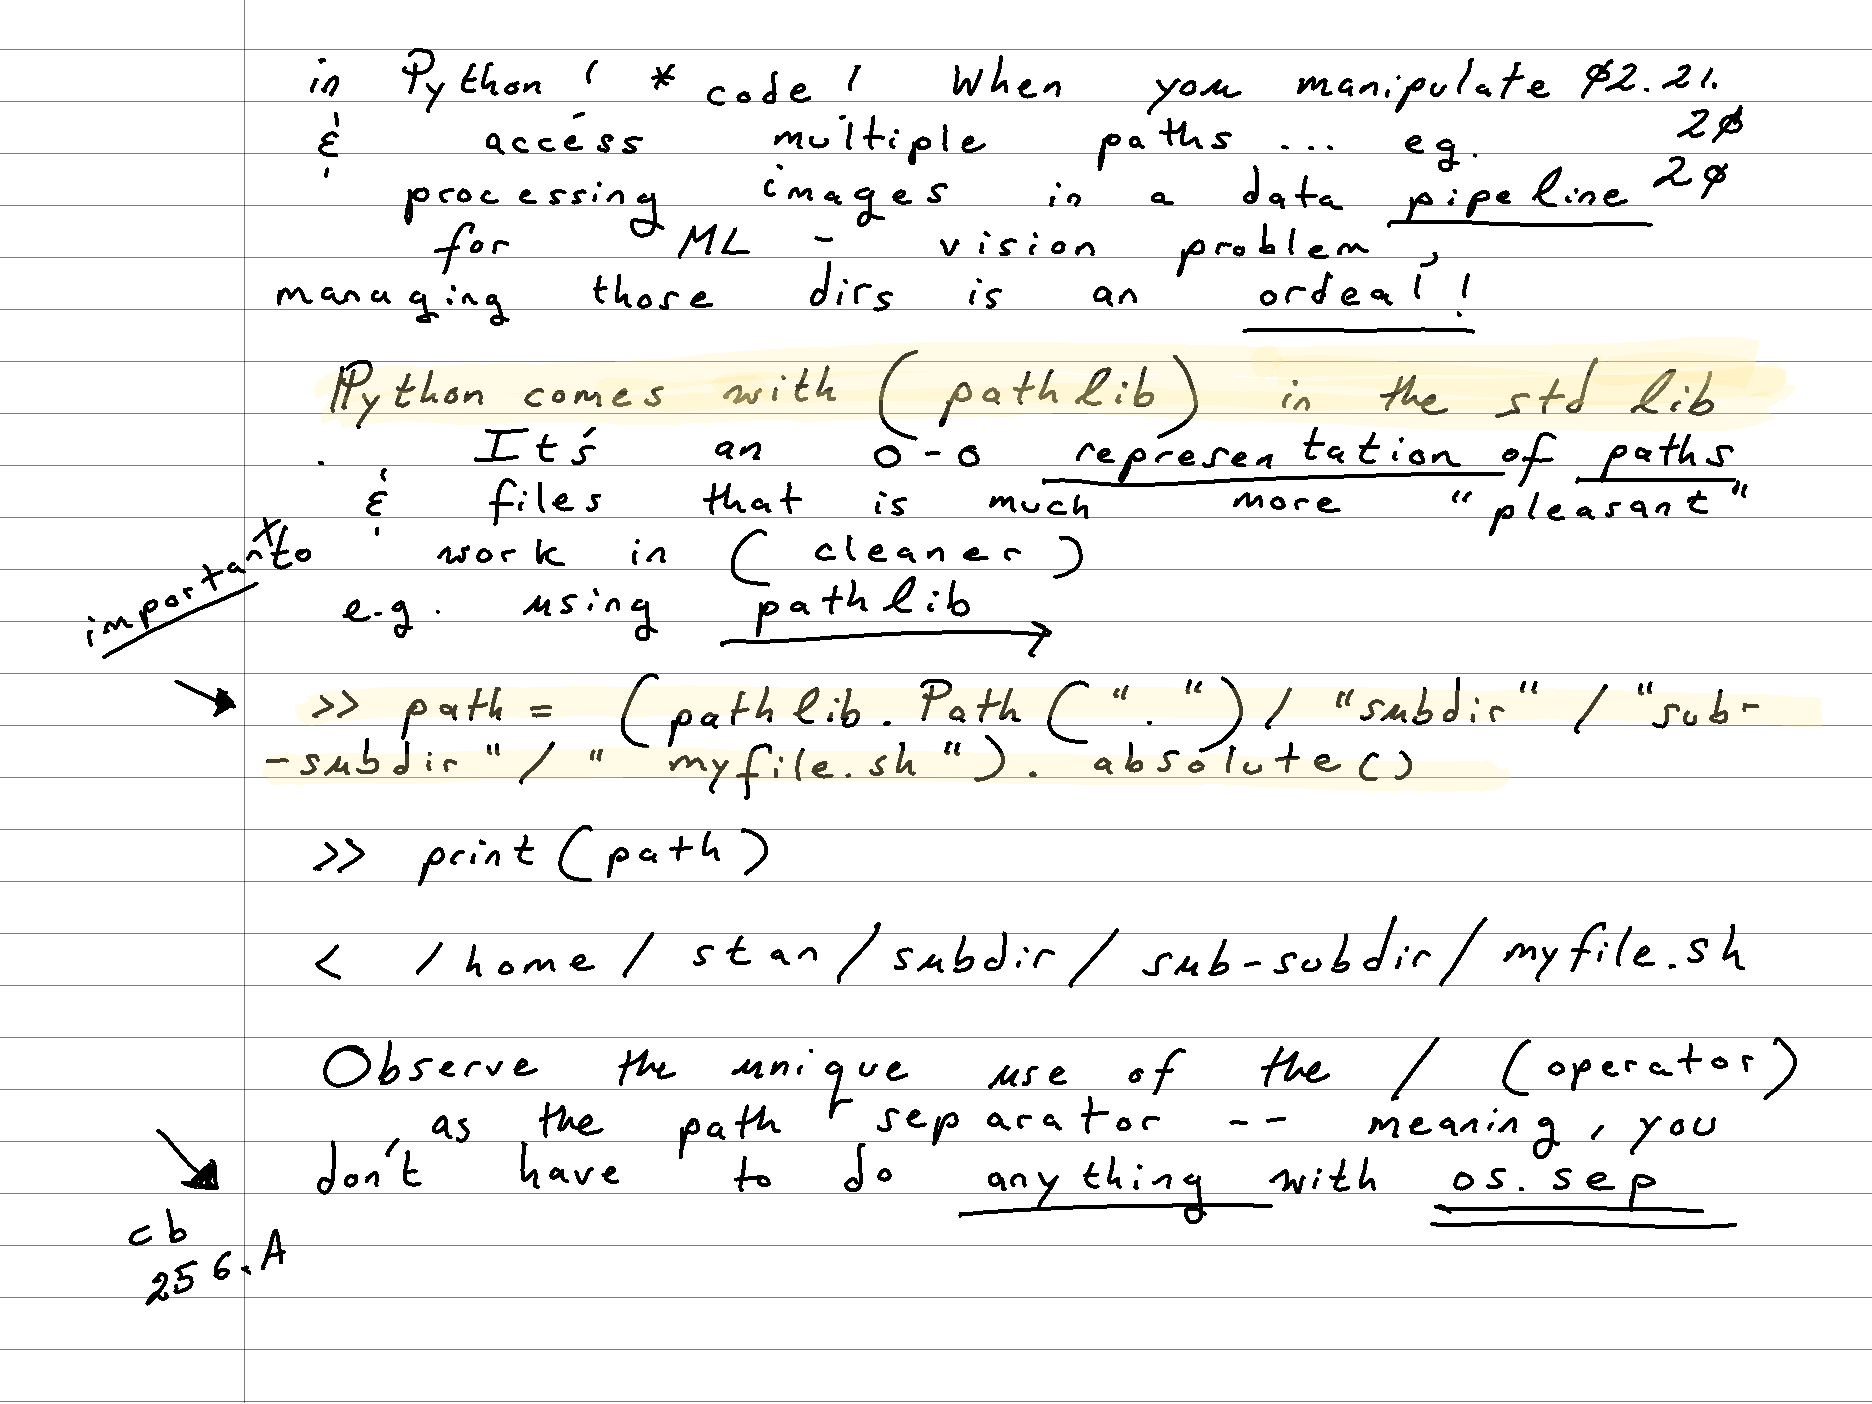 in Python ! * code ! When you manipulate 02.21.
& access multiple paths ... eg. 20
processing images in a data pipeline 20
for ML - vision problem,
managing those dirs is an ordeal!
Python comes with (pathlib) in the std lib
. It's an O-O representation of paths
& files that is much more "pleasant"
to work in (cleaner)
important
e.g. using pathlib
>> path = (pathlib.Path(".") / "subdir" / "sub-
-subdir" / "myfile.sh").absolute()
>> print(path)
< /home/stan/subdir/sub-subdir/myfile.sh
Observe the unique use of the / (operator)
as the path separator -- meaning, you
don't have to do anything with os.sep
cb
256.A